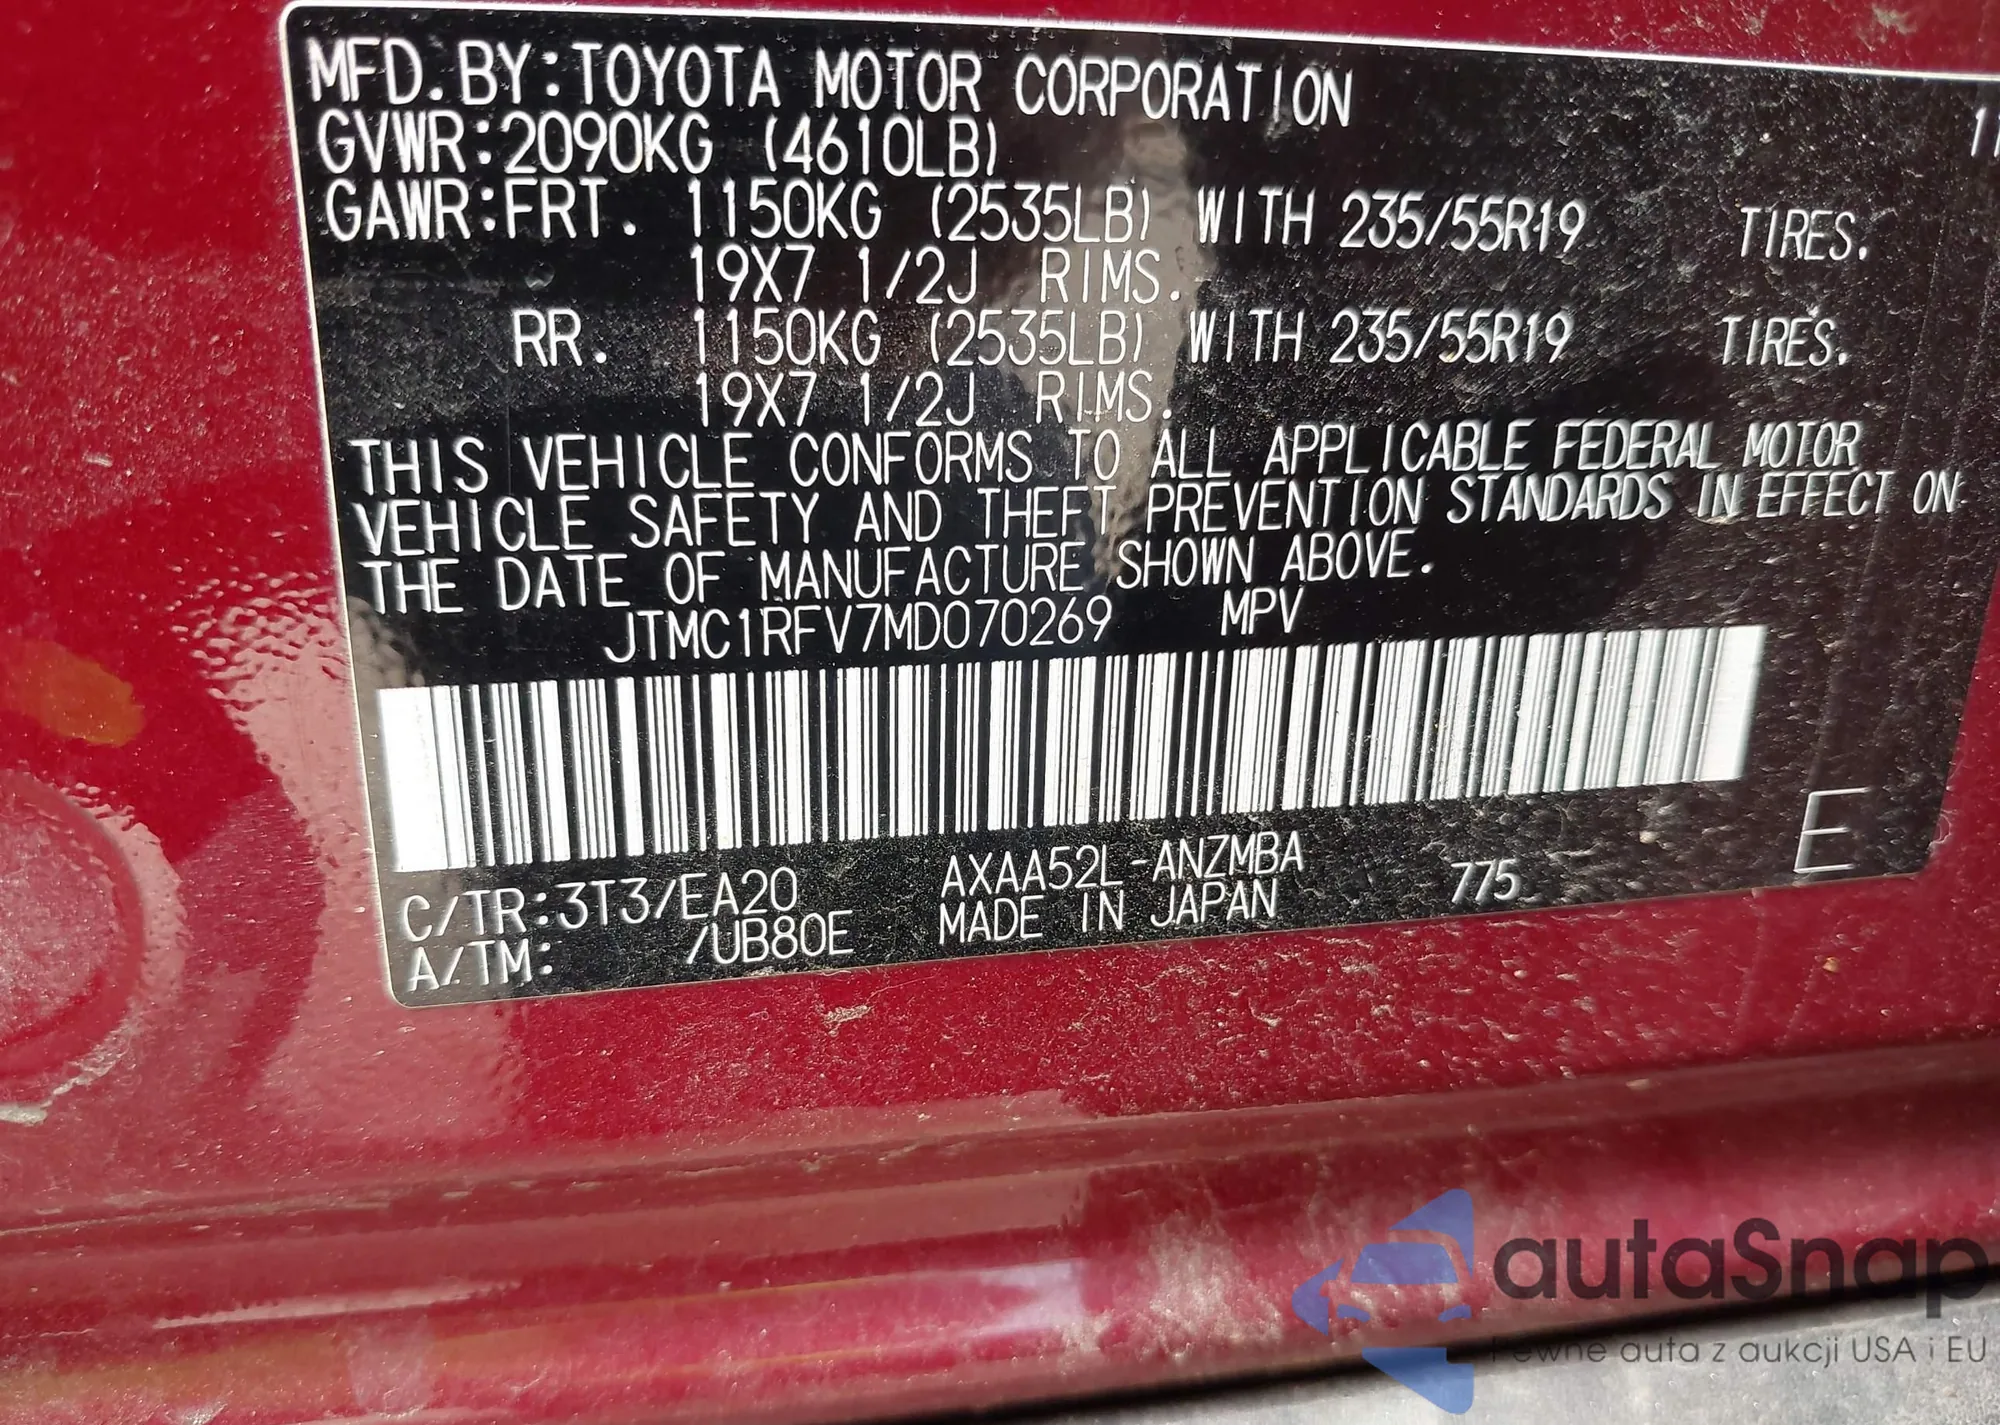 MFD.BY:TOYOTA MOTOR CORPORATION
GVWR:2090KG (4610LB) 11
GAWR:FRT. 1150KG (2535LB) WITH 235/55R19 TIRES.
19X7 1/2J RIMS.
RR. 1150KG (2535LB) WITH 235/55R19 TIRES.
19X7 1/2J RIMS.
THIS VEHICLE CONFORMS TO ALL APPLICABLE FEDERAL MOTOR
VEHICLE SAFETY AND THEFT PREVENTION STANDARDS IN EFFECT ON
THE DATE OF MANUFACTURE SHOWN ABOVE.
JTMC1RFV7MD070269 MPV
E
C/TR:3T3/EA20 AXAA52L-ANZMBA 775
A/TM: /UB80E MADE IN JAPAN
autaSnap
Pewne auta z aukcji USA i EU